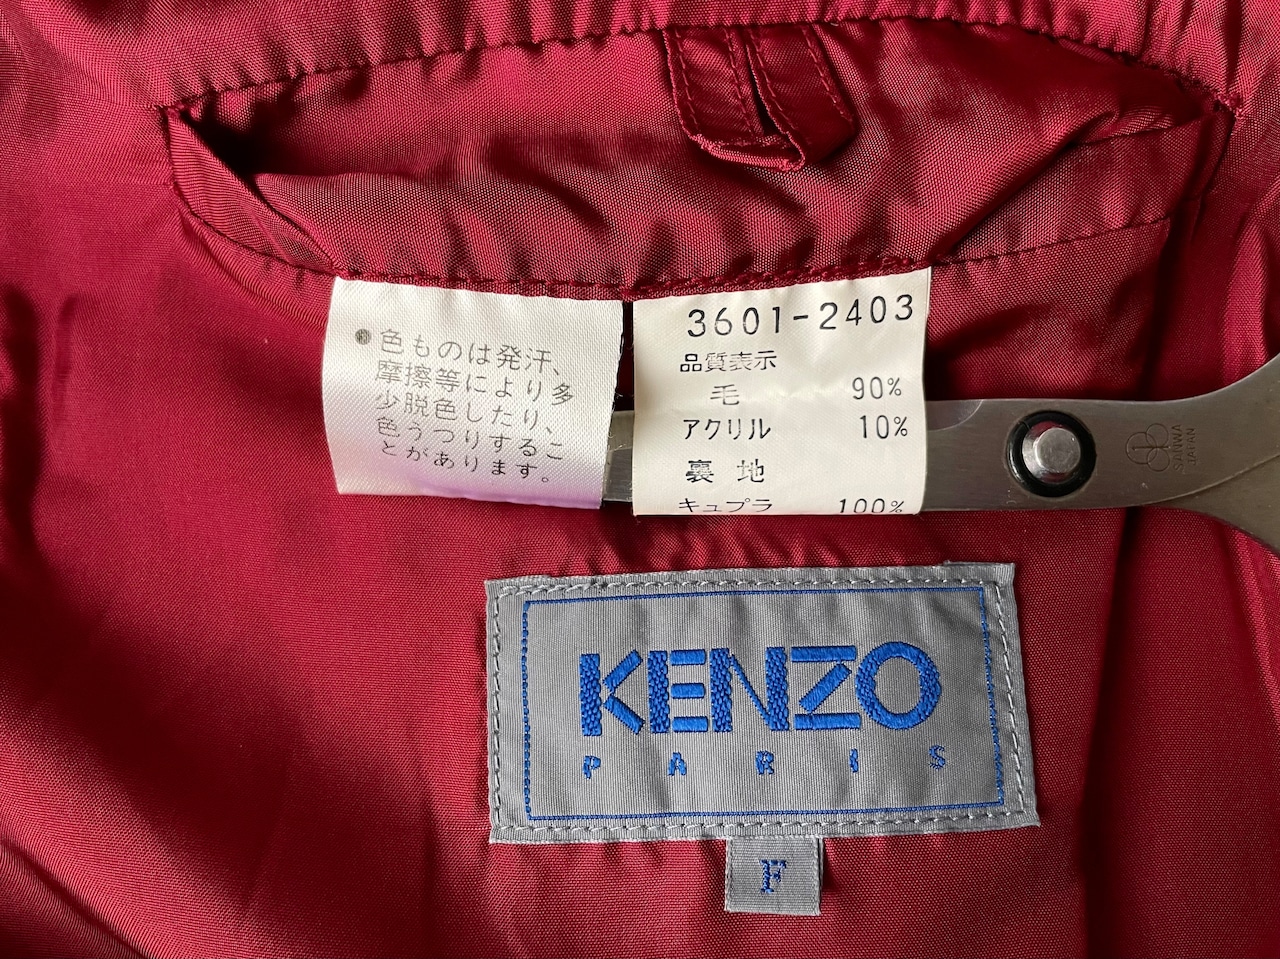 色ものは発汗、
摩擦等により多
少脱色したり、
色うつりするこ
とがあります。
3601-2403
品質表示
毛 90%
アクリル 10%
裏地
キュプラ 100%
SANWA
JAPAN
KENZO
PARIS
F